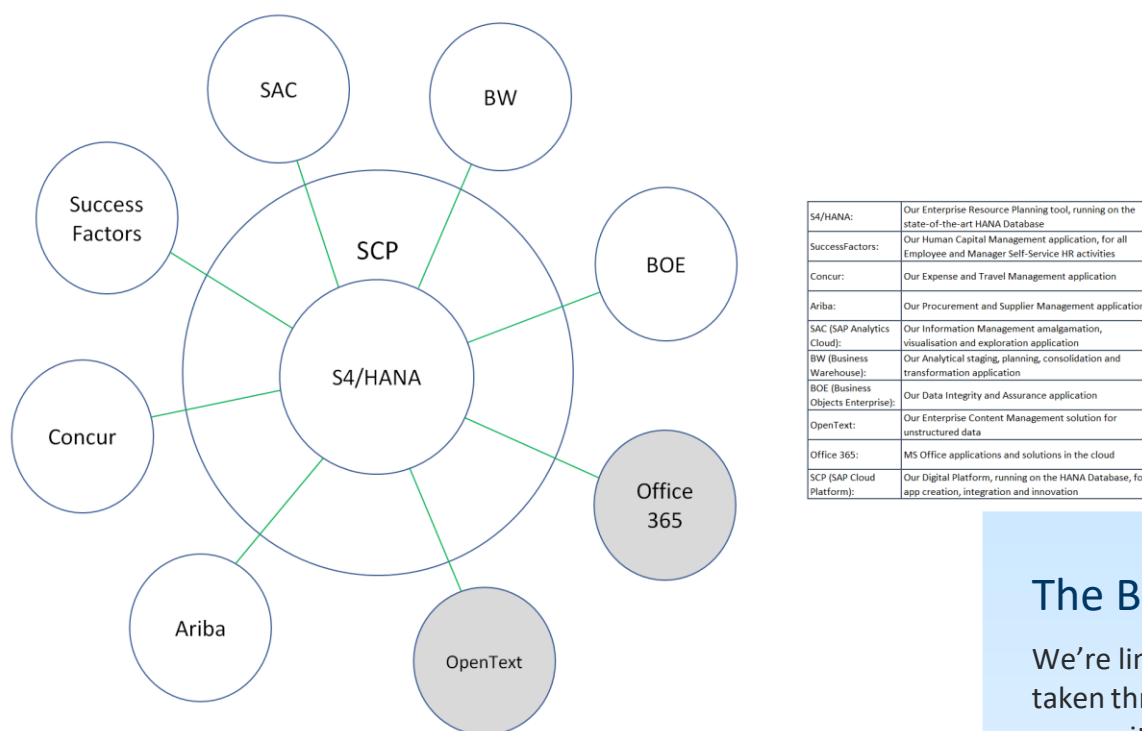 SAC
BW
Success
Factors
SCP
BOE
S4/HANA
Concur
Office
365
Ariba
OpenText
S4/HANA:
Our Enterprise Resource Planning tool, running on the
state-of-the-art HANA Database
SuccessFactors:
Our Human Capital Management application, for all
Employee and Manager Self-Service HR activities
Concur:
Our Expense and Travel Management application
Ariba:
Our Procurement and Supplier Management application
SAC (SAP Analytics
Cloud):
Our Information Management amalgamation,
visualisation and exploration application
BW (Business
Warehouse):
Our Analytical staging, planning, consolidation and
transformation application
BOE (Business
Objects Enterprise):
Our Data Integrity and Assurance application
OpenText:
Our Enterprise Content Management solution for
unstructured data
Office 365:
MS Office applications and solutions in the cloud
SCP (SAP Cloud
Platform):
Our Digital Platform, running on the HANA Database,
app creation, integration and innovation
The B
We’re
taken